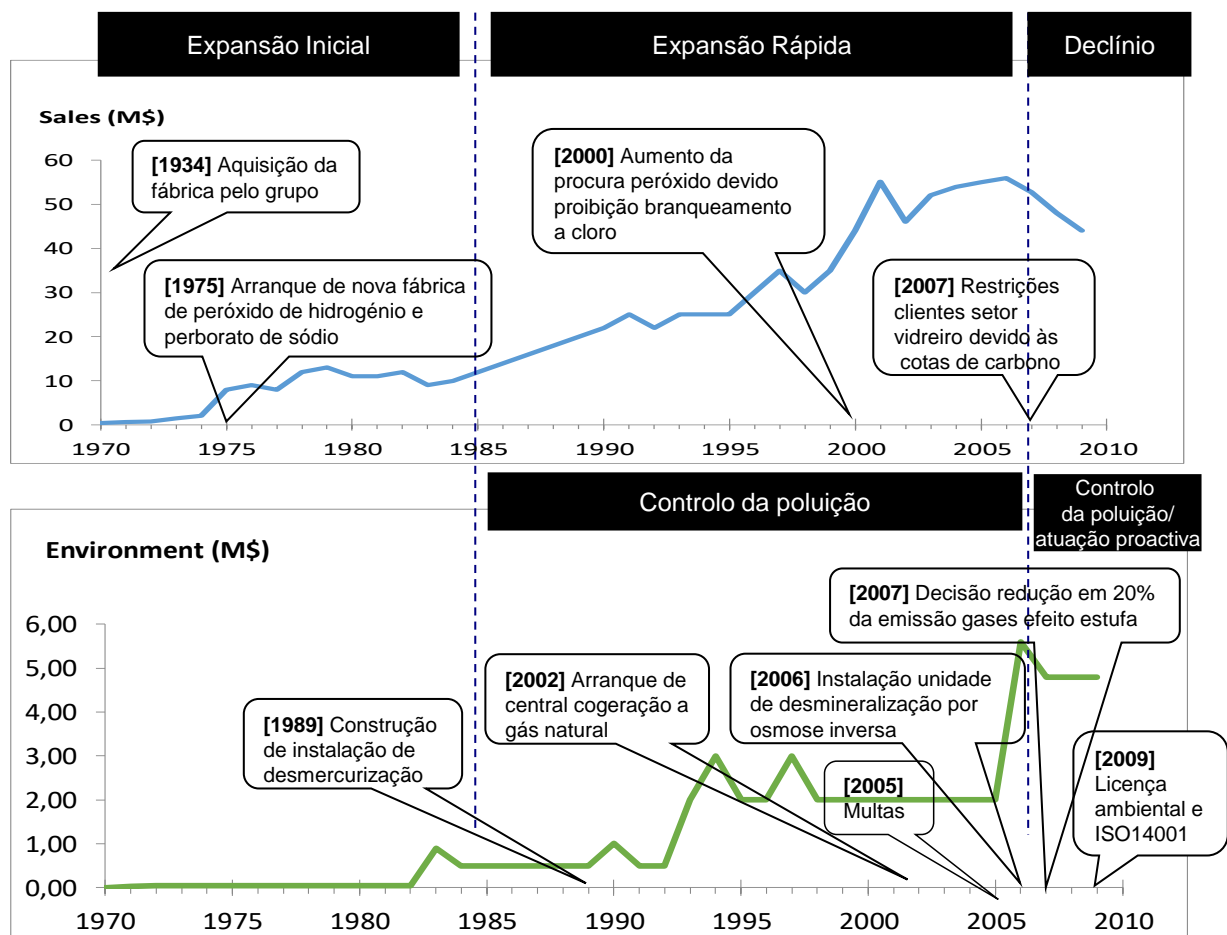 Expansão Inicial
Expansão Rápida
Declínio
Sales (M$)
60
50
40
30
20
10
0
[1934] Aquisição da
fábrica pelo grupo
[1975] Arranque de nova fábrica
de peróxido de hidrogénio e
perborato de sódio
[2000] Aumento da
procura peróxido devido
proibição branqueamento
a cloro
[2007] Restrições
clientes setor
vidreiro devido às
cotas de carbono
1970 1975 1980 1985 1990 1995 2000 2005 2010
Controlo da poluição
Controlo
da poluição/
atuação proactiva
Environment (M$)
6,00
5,00
4,00
3,00
2,00
1,00
0,00
[1989] Construção
de instalação de
desmercurização
[2002] Arranque de
central cogeração a
gás natural
[2006] Instalação unidade
de desmineralização por
osmose inversa
[2005]
Multas
[2007] Decisão redução em 20%
da emissão gases efeito estufa
[2009]
Licença
ambiental e
ISO14001
1970 1975 1980 1985 1990 1995 2000 2005 2010